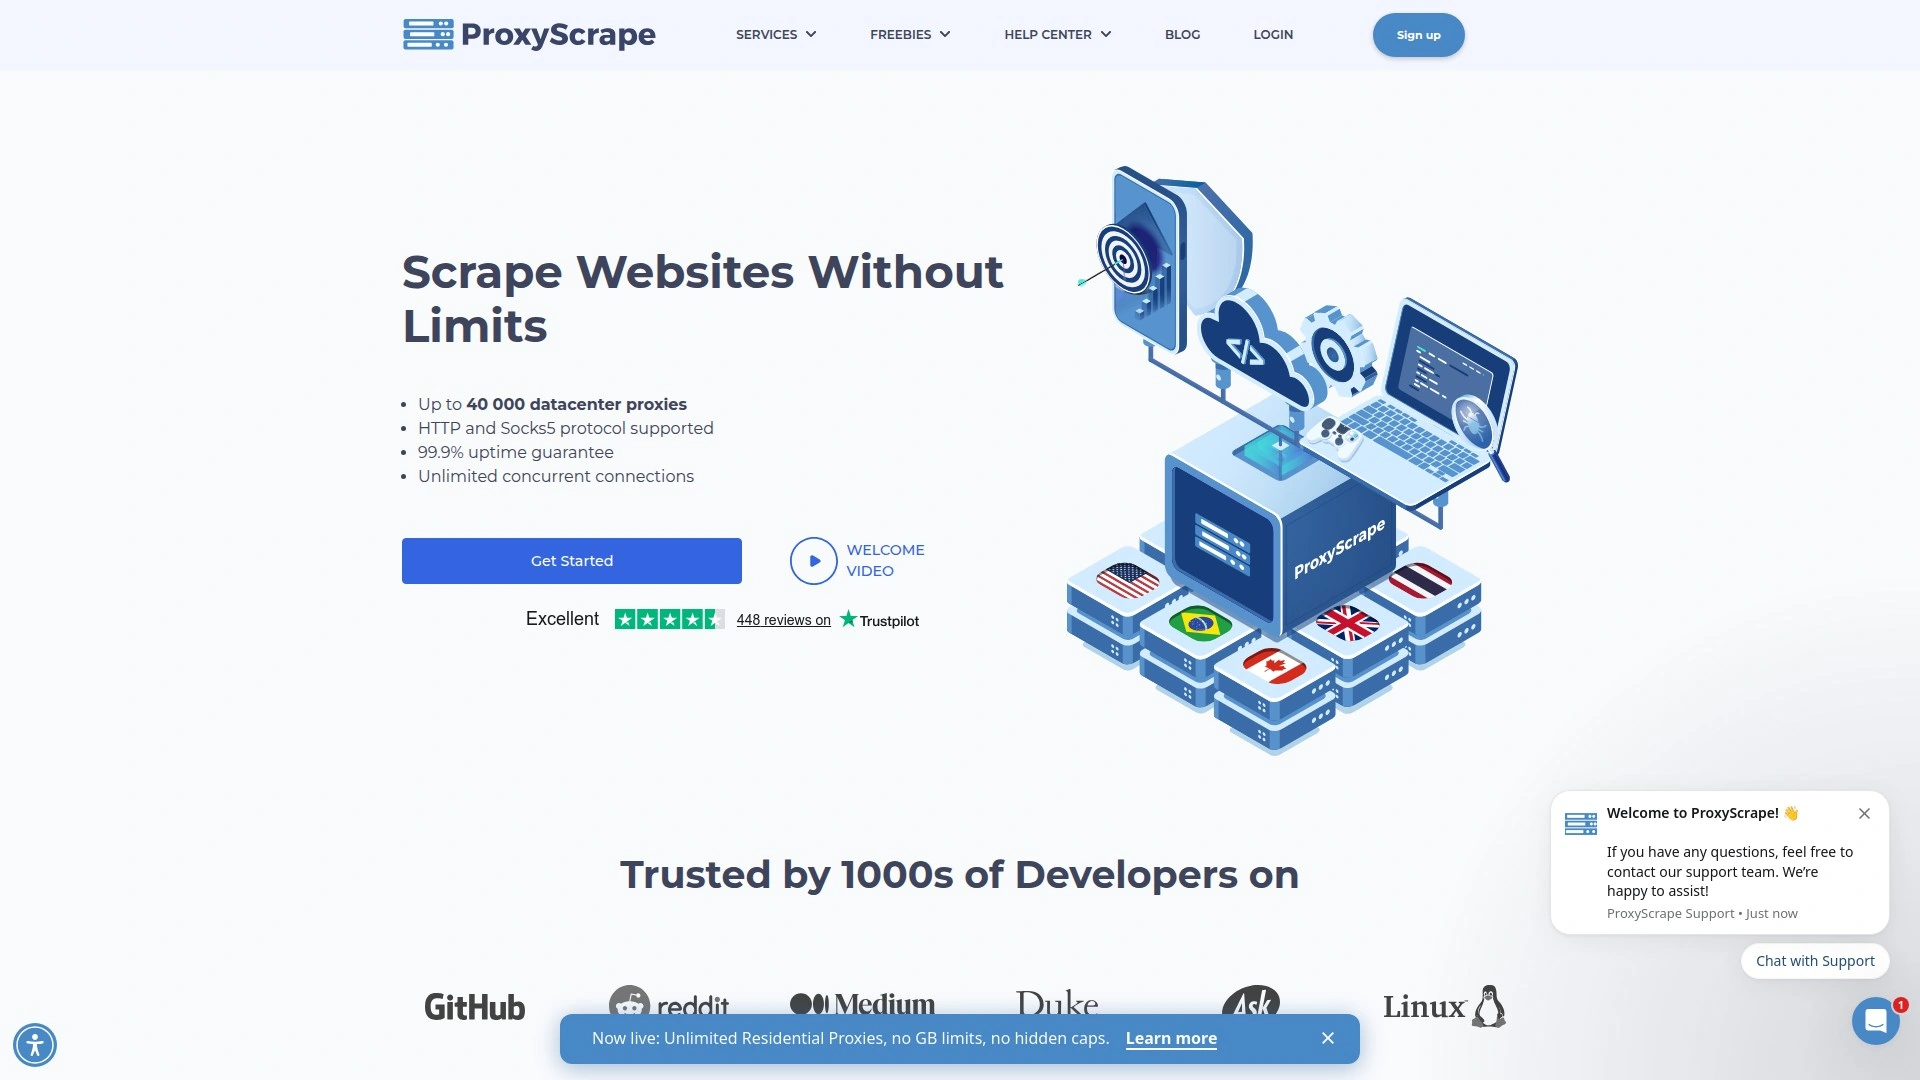 ProxyScrape
SERVICES
FREEBIES
HELP CENTER
BLOG
LOGIN
Sign up
Scrape Websites Without
Limits
Up to 40 000 datacenter proxies
HTTP and Socks5 protocol supported
99.9% uptime guarantee
Unlimited concurrent connections
Get Started
WELCOME
VIDEO
Excellent
448 reviews on
Trustpilot
</>
ProxyScrape
Welcome to ProxyScrape! 👋
If you have any questions, feel free to
contact our support team. We’re
happy to assist!
ProxyScrape Support • Just now
Chat with Support
1
Trusted by 1000s of Developers on
GitHub
reddit
Medium
Duke
Ask
Linux
Now live: Unlimited Residential Proxies, no GB limits, no hidden caps. Learn more